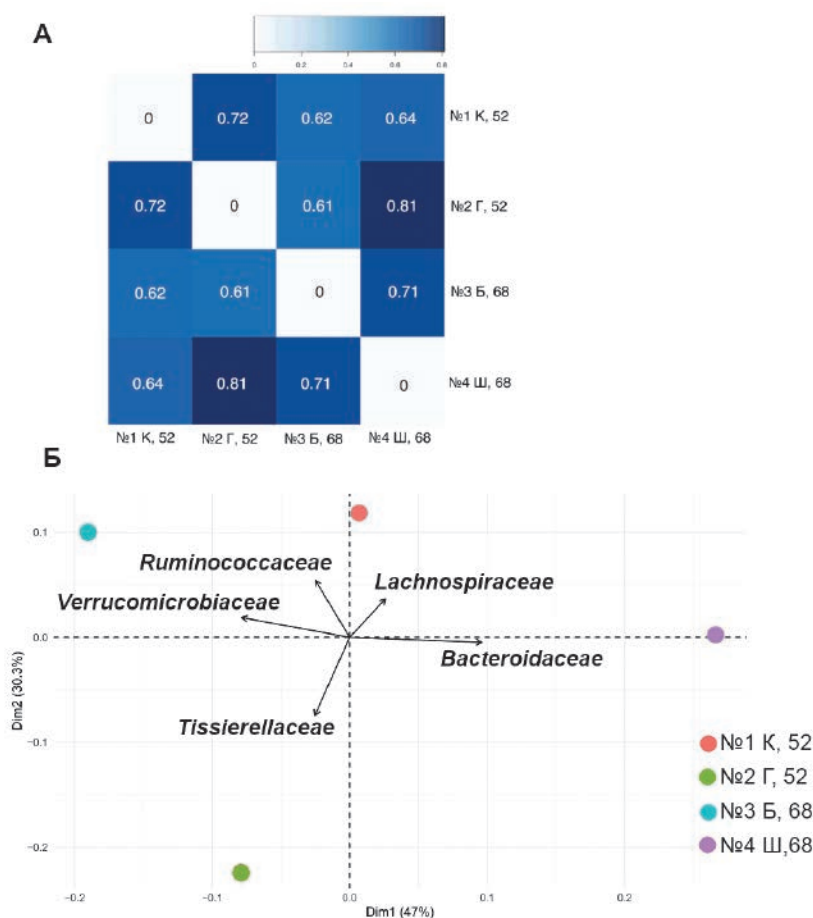 А
0 0.2 0.4 0.6 0.8
0 0.72 0.62 0.64 №1 К, 52
0.72 0 0.61 0.81 №2 Г, 52
0.62 0.61 0 0.71 №3 Б, 68
0.64 0.81 0.71 0 №4 Ш, 68
№1 К, 52 №2 Г, 52 №3 Б, 68 №4 Ш, 68
Б
0.1
Ruminococcaceae
Lachnospiraceae
Verrucomicrobiaceae
0.0
Bacteroidaceae
Dim2 (30.3%)
Tissierellaceae
−0.1
−0.2
№1 К, 52
№2 Г, 52
№3 Б, 68
№4 Ш,68
−0.2 −0.1 0.0 0.1 0.2
Dim1 (47%)